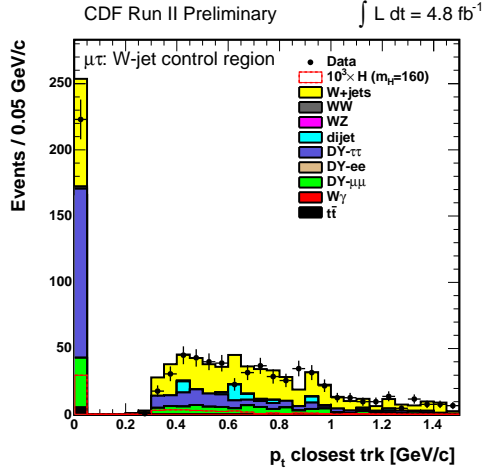 CDF Run II Preliminary
∫ L dt = 4.8 fb⁻¹
μτ: W-jet control region
Data
10³×H (m_H=160)
W+jets
WW
WZ
dijet
DY-ττ
DY-ee
DY-μμ
Wγ
tt̄
Events / 0.05 GeV/c
250
200
150
100
50
0
0 0.2 0.4 0.6 0.8 1 1.2 1.4
p_t closest trk [GeV/c]